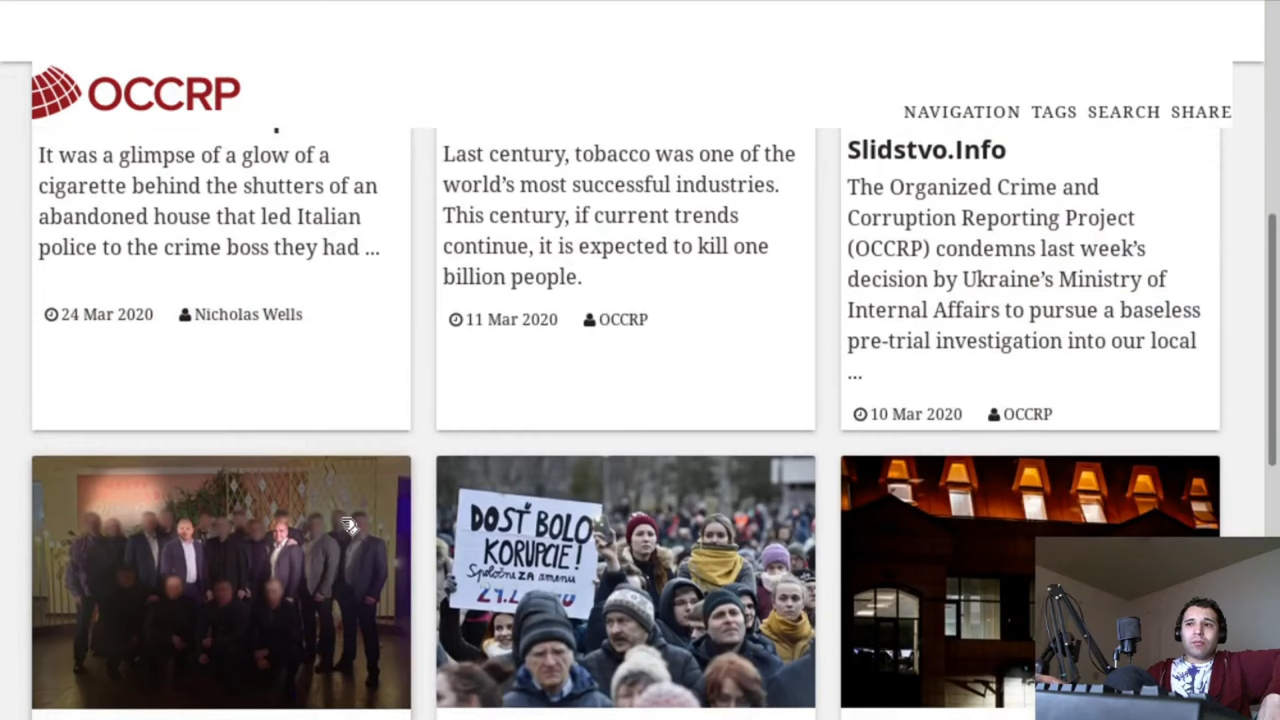 OCCRP
NAVIGATION TAGS SEARCH SHARE
It was a glimpse of a glow of a
cigarette behind the shutters of an
abandoned house that led Italian
police to the crime boss they had ...
24 Mar 2020 Nicholas Wells
Last century, tobacco was one of the
world’s most successful industries.
This century, if current trends
continue, it is expected to kill one
billion people.
11 Mar 2020 OCCRP
Slidstvo.Info
The Organized Crime and
Corruption Reporting Project
(OCCRP) condemns last week’s
decision by Ukraine’s Ministry of
Internal Affairs to pursue a baseless
pre-trial investigation into our local
...
10 Mar 2020 OCCRP
DOSŤ BOLO
KORUPCIE!
Spoločne ZA zmenu